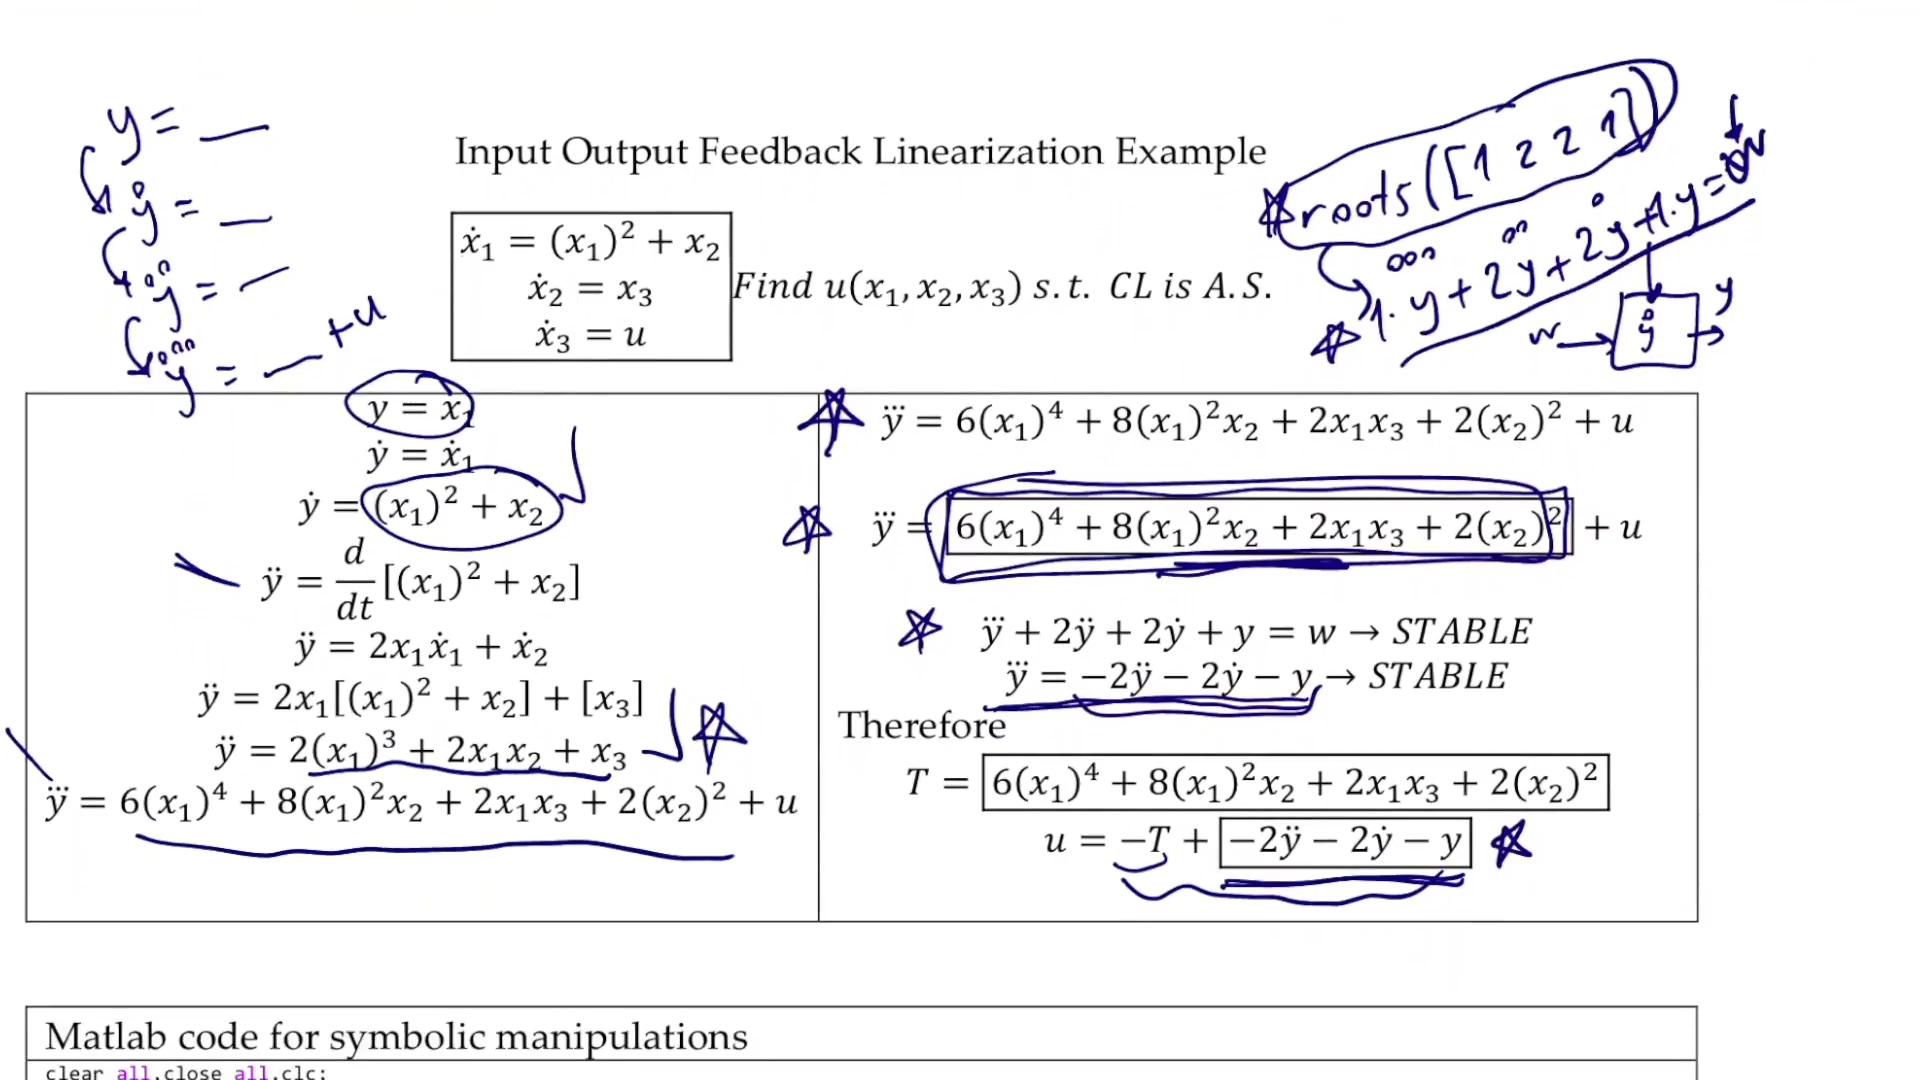 Input Output Feedback Linearization Example
y = __
ẏ = __
ÿ = __
y⃛ = __ + u
ẋ₁ = (x₁)² + x₂
ẋ₂ = x₃
ẋ₃ = u
Find u(x₁, x₂, x₃) s.t. CL is A.S.
roots([1 2 2 1])
1·y⃛ + 2ÿ + 2ẏ + 1·y = w
w → ẏ → y
y = x₁
ẏ = ẋ₁
ẏ = (x₁)² + x₂
ÿ = d/dt [(x₁)² + x₂]
ÿ = 2x₁ẋ₁ + ẋ₂
ÿ = 2x₁[(x₁)² + x₂] + [x₃]
ÿ = 2(x₁)³ + 2x₁x₂ + x₃
y⃛ = 6(x₁)⁴ + 8(x₁)²x₂ + 2x₁x₃ + 2(x₂)² + u
y⃛ = 6(x₁)⁴ + 8(x₁)²x₂ + 2x₁x₃ + 2(x₂)² + u
y⃛ = 6(x₁)⁴ + 8(x₁)²x₂ + 2x₁x₃ + 2(x₂)² + u
y⃛ + 2ÿ + 2ẏ + y = w → STABLE
y⃛ = −2ÿ − 2ẏ − y → STABLE
Therefore
T = 6(x₁)⁴ + 8(x₁)²x₂ + 2x₁x₃ + 2(x₂)²
u = −T + −2ÿ − 2ẏ − y
Matlab code for symbolic manipulations
clear all,close all,clc;